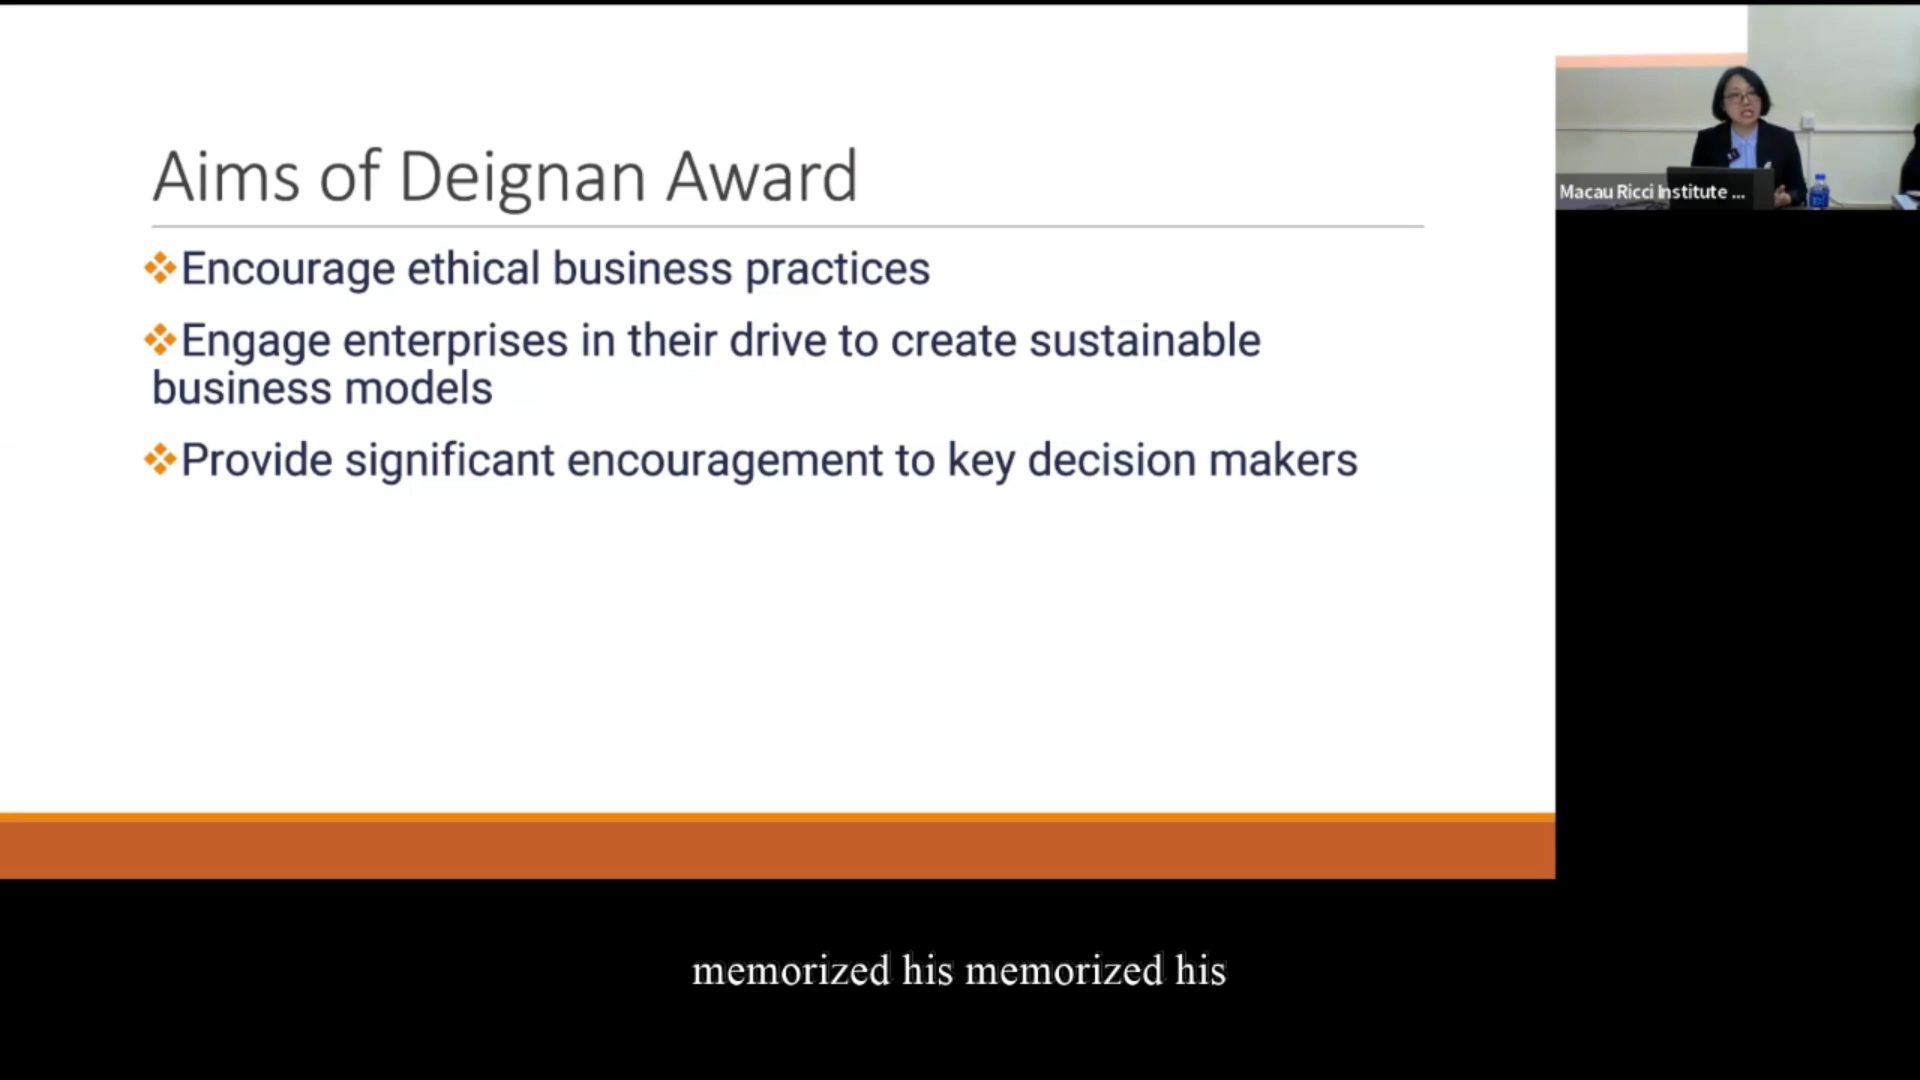 Aims of Deignan Award
Encourage ethical business practices
Engage enterprises in their drive to create sustainable
business models
Provide significant encouragement to key decision makers
Macau Ricci Institute ...
memorized his memorized his